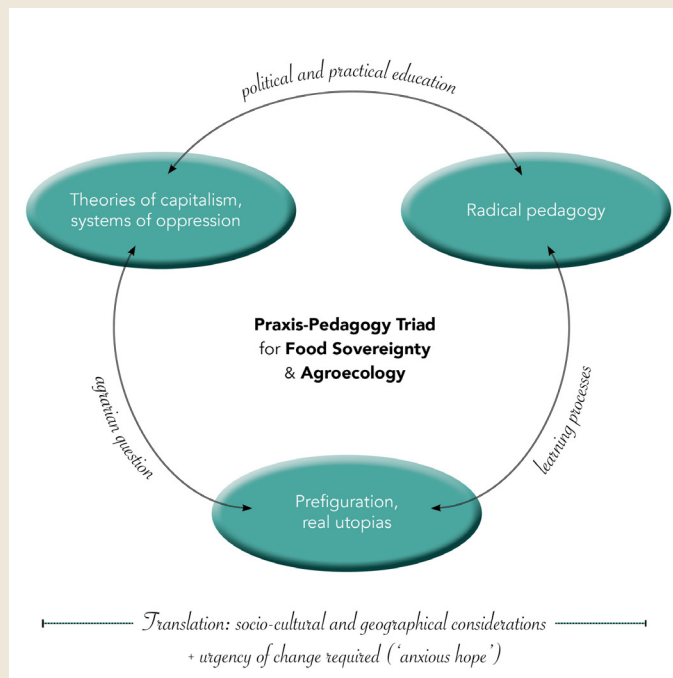 political and practical education
Theories of capitalism,
systems of oppression
Radical pedagogy
Praxis-Pedagogy Triad
for Food Sovereignty
& Agroecology
agrarian question
learning processes
Prefiguration,
real utopias
Translation: socio-cultural and geographical considerations
+ urgency of change required (‘anxious hope’)